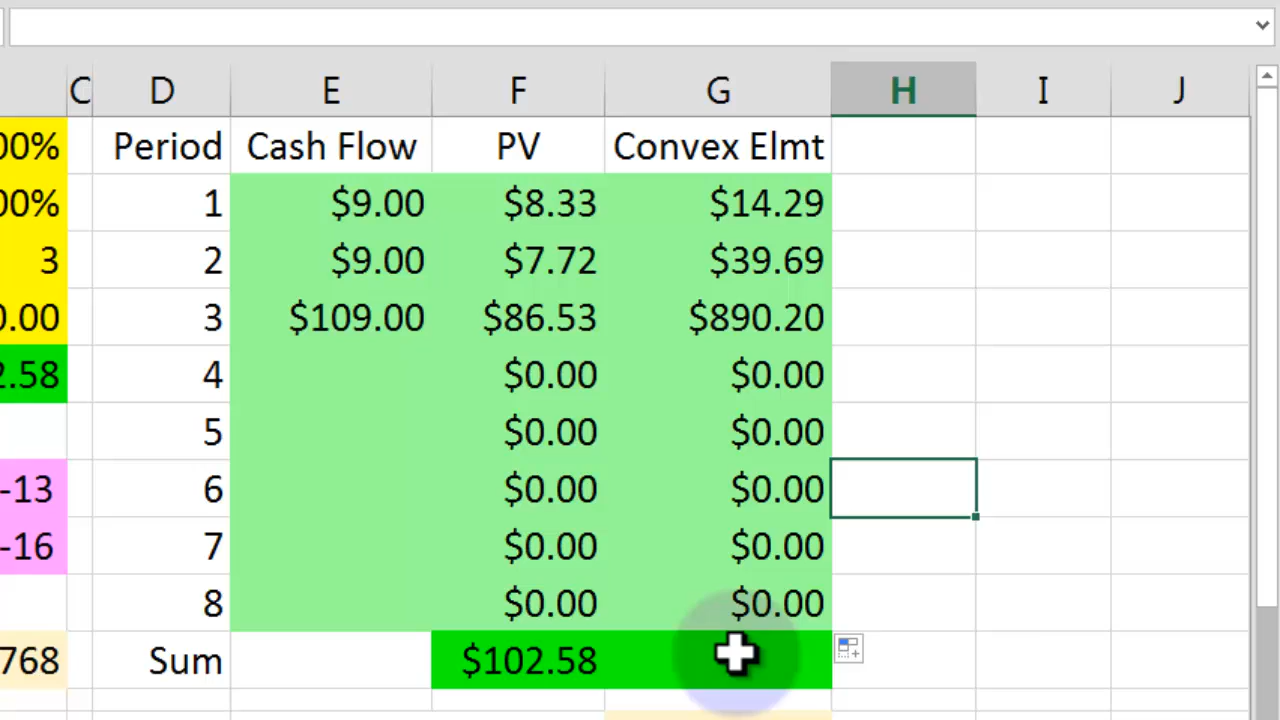 C D E F G H I J
00% Period Cash Flow PV Convex Elmt
00% 1 $9.00 $8.33 $14.29
3 2 $9.00 $7.72 $39.69
0.00 3 $109.00 $86.53 $890.20
2.58 4 $0.00 $0.00
5 $0.00 $0.00
-13 6 $0.00 $0.00
-16 7 $0.00 $0.00
8 $0.00 $0.00
768 Sum $102.58